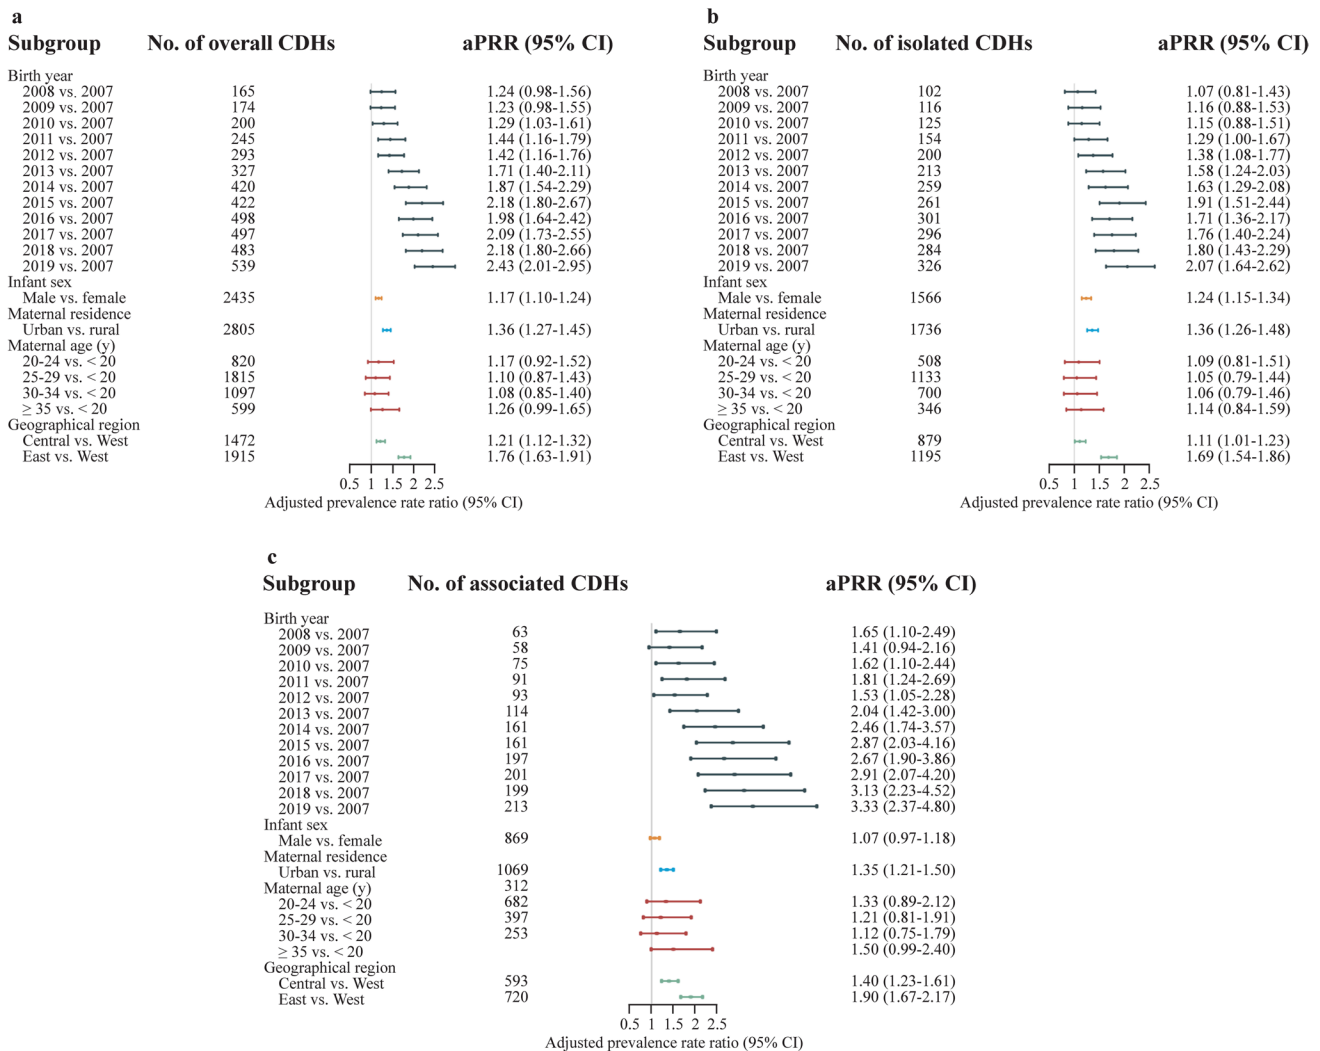 a
Subgroup No. of overall CDHs aPRR (95% CI)
Birth year
2008 vs. 2007 165 1.24 (0.98-1.56)
2009 vs. 2007 174 1.23 (0.98-1.55)
2010 vs. 2007 200 1.29 (1.03-1.61)
2011 vs. 2007 245 1.44 (1.16-1.79)
2012 vs. 2007 293 1.42 (1.16-1.76)
2013 vs. 2007 327 1.71 (1.40-2.11)
2014 vs. 2007 420 1.87 (1.54-2.29)
2015 vs. 2007 422 2.18 (1.80-2.67)
2016 vs. 2007 498 1.98 (1.64-2.42)
2017 vs. 2007 497 2.09 (1.73-2.55)
2018 vs. 2007 483 2.18 (1.80-2.66)
2019 vs. 2007 539 2.43 (2.01-2.95)
Infant sex
Male vs. female 2435 1.17 (1.10-1.24)
Maternal residence
Urban vs. rural 2805 1.36 (1.27-1.45)
Maternal age (y)
20-24 vs. < 20 820 1.17 (0.92-1.52)
25-29 vs. < 20 1815 1.10 (0.87-1.43)
30-34 vs. < 20 1097 1.08 (0.85-1.40)
≥ 35 vs. < 20 599 1.26 (0.99-1.65)
Geographical region
Central vs. West 1472 1.21 (1.12-1.32)
East vs. West 1915 1.76 (1.63-1.91)
0.5 1 1.5 2 2.5
Adjusted prevalence rate ratio (95% CI)
b
Subgroup No. of isolated CDHs aPRR (95% CI)
Birth year
2008 vs. 2007 102 1.07 (0.81-1.43)
2009 vs. 2007 116 1.16 (0.88-1.53)
2010 vs. 2007 125 1.15 (0.88-1.51)
2011 vs. 2007 154 1.29 (1.00-1.67)
2012 vs. 2007 200 1.38 (1.08-1.77)
2013 vs. 2007 213 1.58 (1.24-2.03)
2014 vs. 2007 259 1.63 (1.29-2.08)
2015 vs. 2007 261 1.91 (1.51-2.44)
2016 vs. 2007 301 1.71 (1.36-2.17)
2017 vs. 2007 296 1.76 (1.40-2.24)
2018 vs. 2007 284 1.80 (1.43-2.29)
2019 vs. 2007 326 2.07 (1.64-2.62)
Infant sex
Male vs. female 1566 1.24 (1.15-1.34)
Maternal residence
Urban vs. rural 1736 1.36 (1.26-1.48)
Maternal age (y)
20-24 vs. < 20 508 1.09 (0.81-1.51)
25-29 vs. < 20 1133 1.05 (0.79-1.44)
30-34 vs. < 20 700 1.06 (0.79-1.46)
≥ 35 vs. < 20 346 1.14 (0.84-1.59)
Geographical region
Central vs. West 879 1.11 (1.01-1.23)
East vs. West 1195 1.69 (1.54-1.86)
0.5 1 1.5 2 2.5
Adjusted prevalence rate ratio (95% CI)
c
Subgroup No. of associated CDHs aPRR (95% CI)
Birth year
2008 vs. 2007 63 1.65 (1.10-2.49)
2009 vs. 2007 58 1.41 (0.94-2.16)
2010 vs. 2007 75 1.62 (1.10-2.44)
2011 vs. 2007 91 1.81 (1.24-2.69)
2012 vs. 2007 93 1.53 (1.05-2.28)
2013 vs. 2007 114 2.04 (1.42-3.00)
2014 vs. 2007 161 2.46 (1.74-3.57)
2015 vs. 2007 161 2.87 (2.03-4.16)
2016 vs. 2007 197 2.67 (1.90-3.86)
2017 vs. 2007 201 2.91 (2.07-4.20)
2018 vs. 2007 199 3.13 (2.23-4.52)
2019 vs. 2007 213 3.33 (2.37-4.80)
Infant sex
Male vs. female 869 1.07 (0.97-1.18)
Maternal residence
Urban vs. rural 1069 1.35 (1.21-1.50)
Maternal age (y) 312
20-24 vs. < 20 682 1.33 (0.89-2.12)
25-29 vs. < 20 397 1.21 (0.81-1.91)
30-34 vs. < 20 253 1.12 (0.75-1.79)
≥ 35 vs. < 20 1.50 (0.99-2.40)
Geographical region
Central vs. West 593 1.40 (1.23-1.61)
East vs. West 720 1.90 (1.67-2.17)
0.5 1 1.5 2 2.5
Adjusted prevalence rate ratio (95% CI)